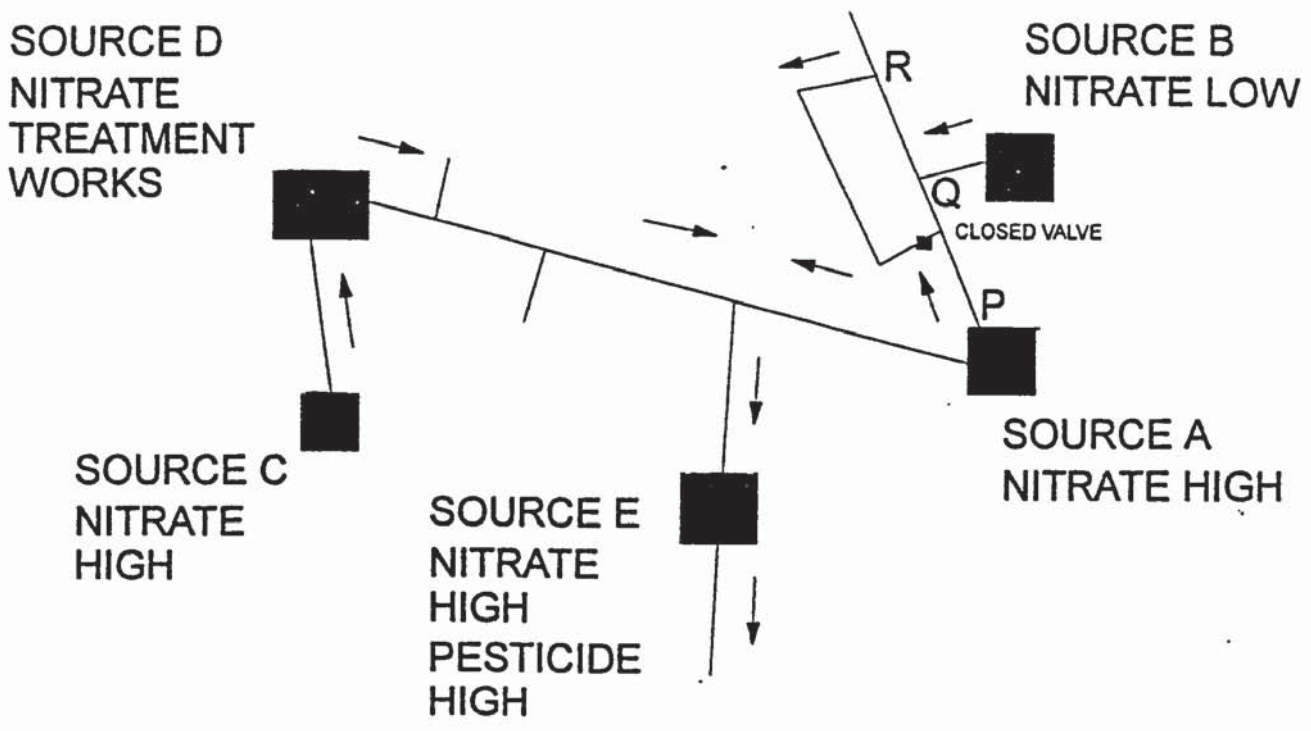 SOURCE D
NITRATE
TREATMENT
WORKS
R
SOURCE B
NITRATE LOW
Q
CLOSED VALVE
P
SOURCE A
NITRATE HIGH
SOURCE C
NITRATE
HIGH
SOURCE E
NITRATE
HIGH
PESTICIDE
HIGH